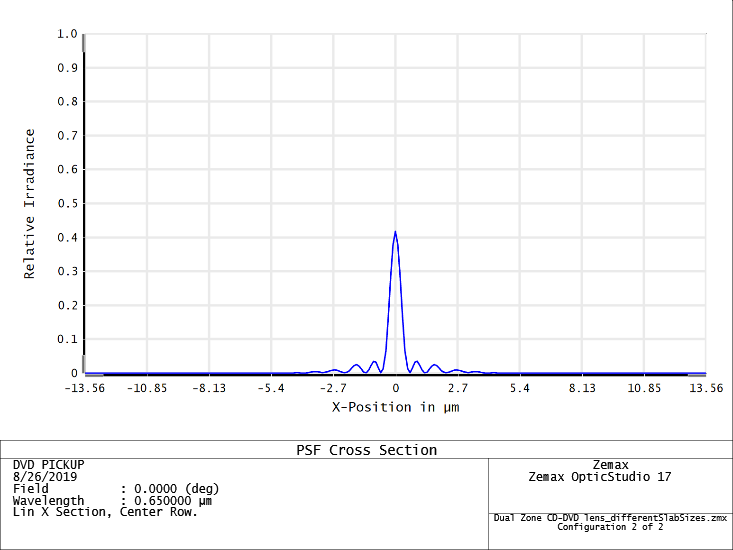 1.0
0.9
0.8
0.7
0.6
0.5
0.4
0.3
0.2
0.1
0
Relative Irradiance
-13.56 -10.85 -8.13 -5.4 -2.7 0 2.7 5.4 8.13 10.85 13.56
X-Position in µm
PSF Cross Section
DVD PICKUP
8/26/2019
Field : 0.0000 (deg)
Wavelength : 0.650000 µm
Lin X Section, Center Row.
Zemax
Zemax OpticStudio 17
Dual Zone CD-DVD lens_differentSlabSizes.zmx
Configuration 2 of 2